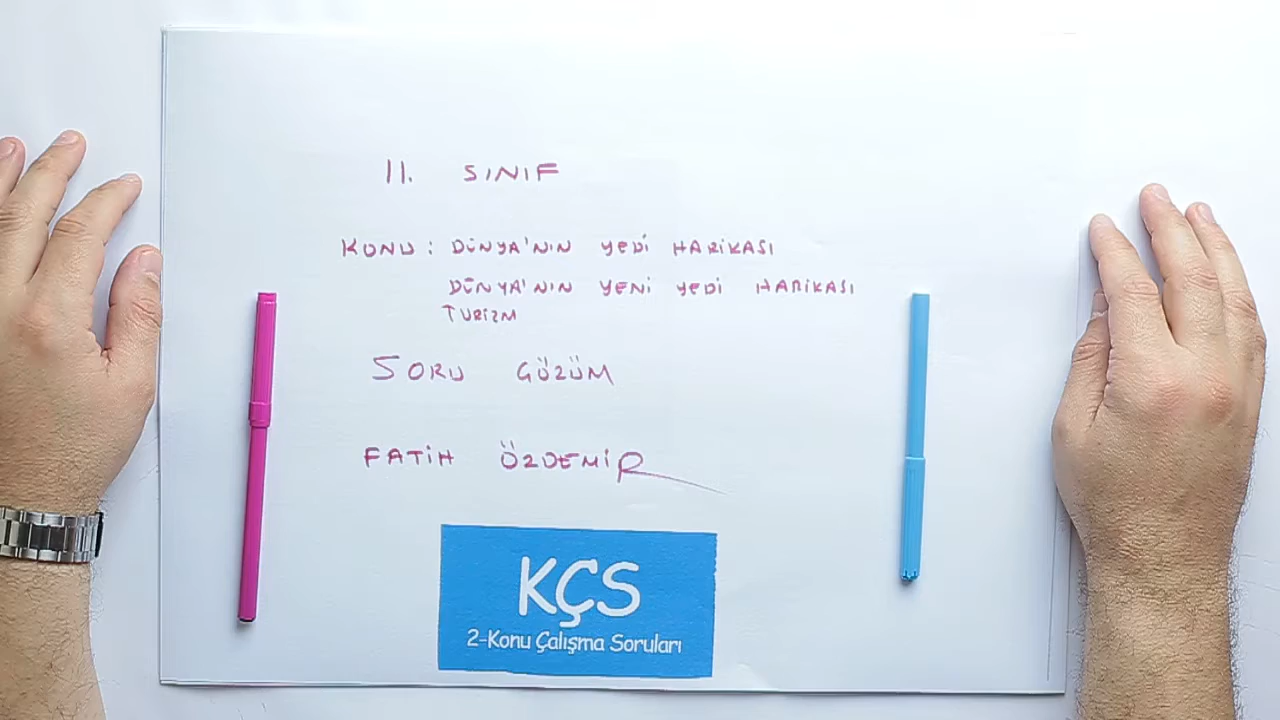 11. SINIF
KONU : DÜNYA'NIN YEDİ HARİKASI
DÜNYA'NIN YENİ YEDİ HARİKASI
TURİZM
SORU ÇÖZÜM
FATİH ÖZDEMİR
KÇS
2-Konu Çalışma Soruları